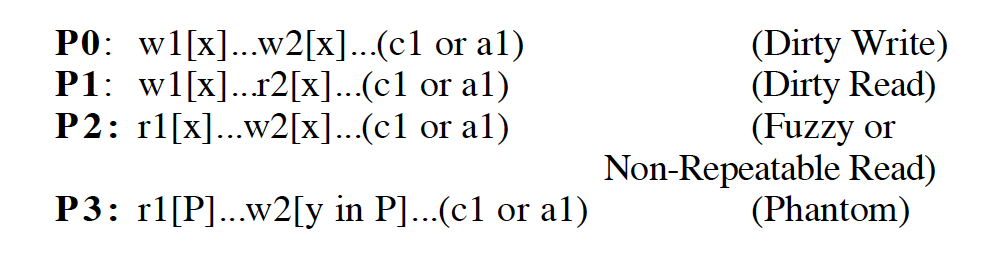 P0: w1[x]...w2[x]...(c1 or a1) (Dirty Write)
P1: w1[x]...r2[x]...(c1 or a1) (Dirty Read)
P2: r1[x]...w2[x]...(c1 or a1) (Fuzzy or
Non-Repeatable Read)
P3: r1[P]...w2[y in P]...(c1 or a1) (Phantom)